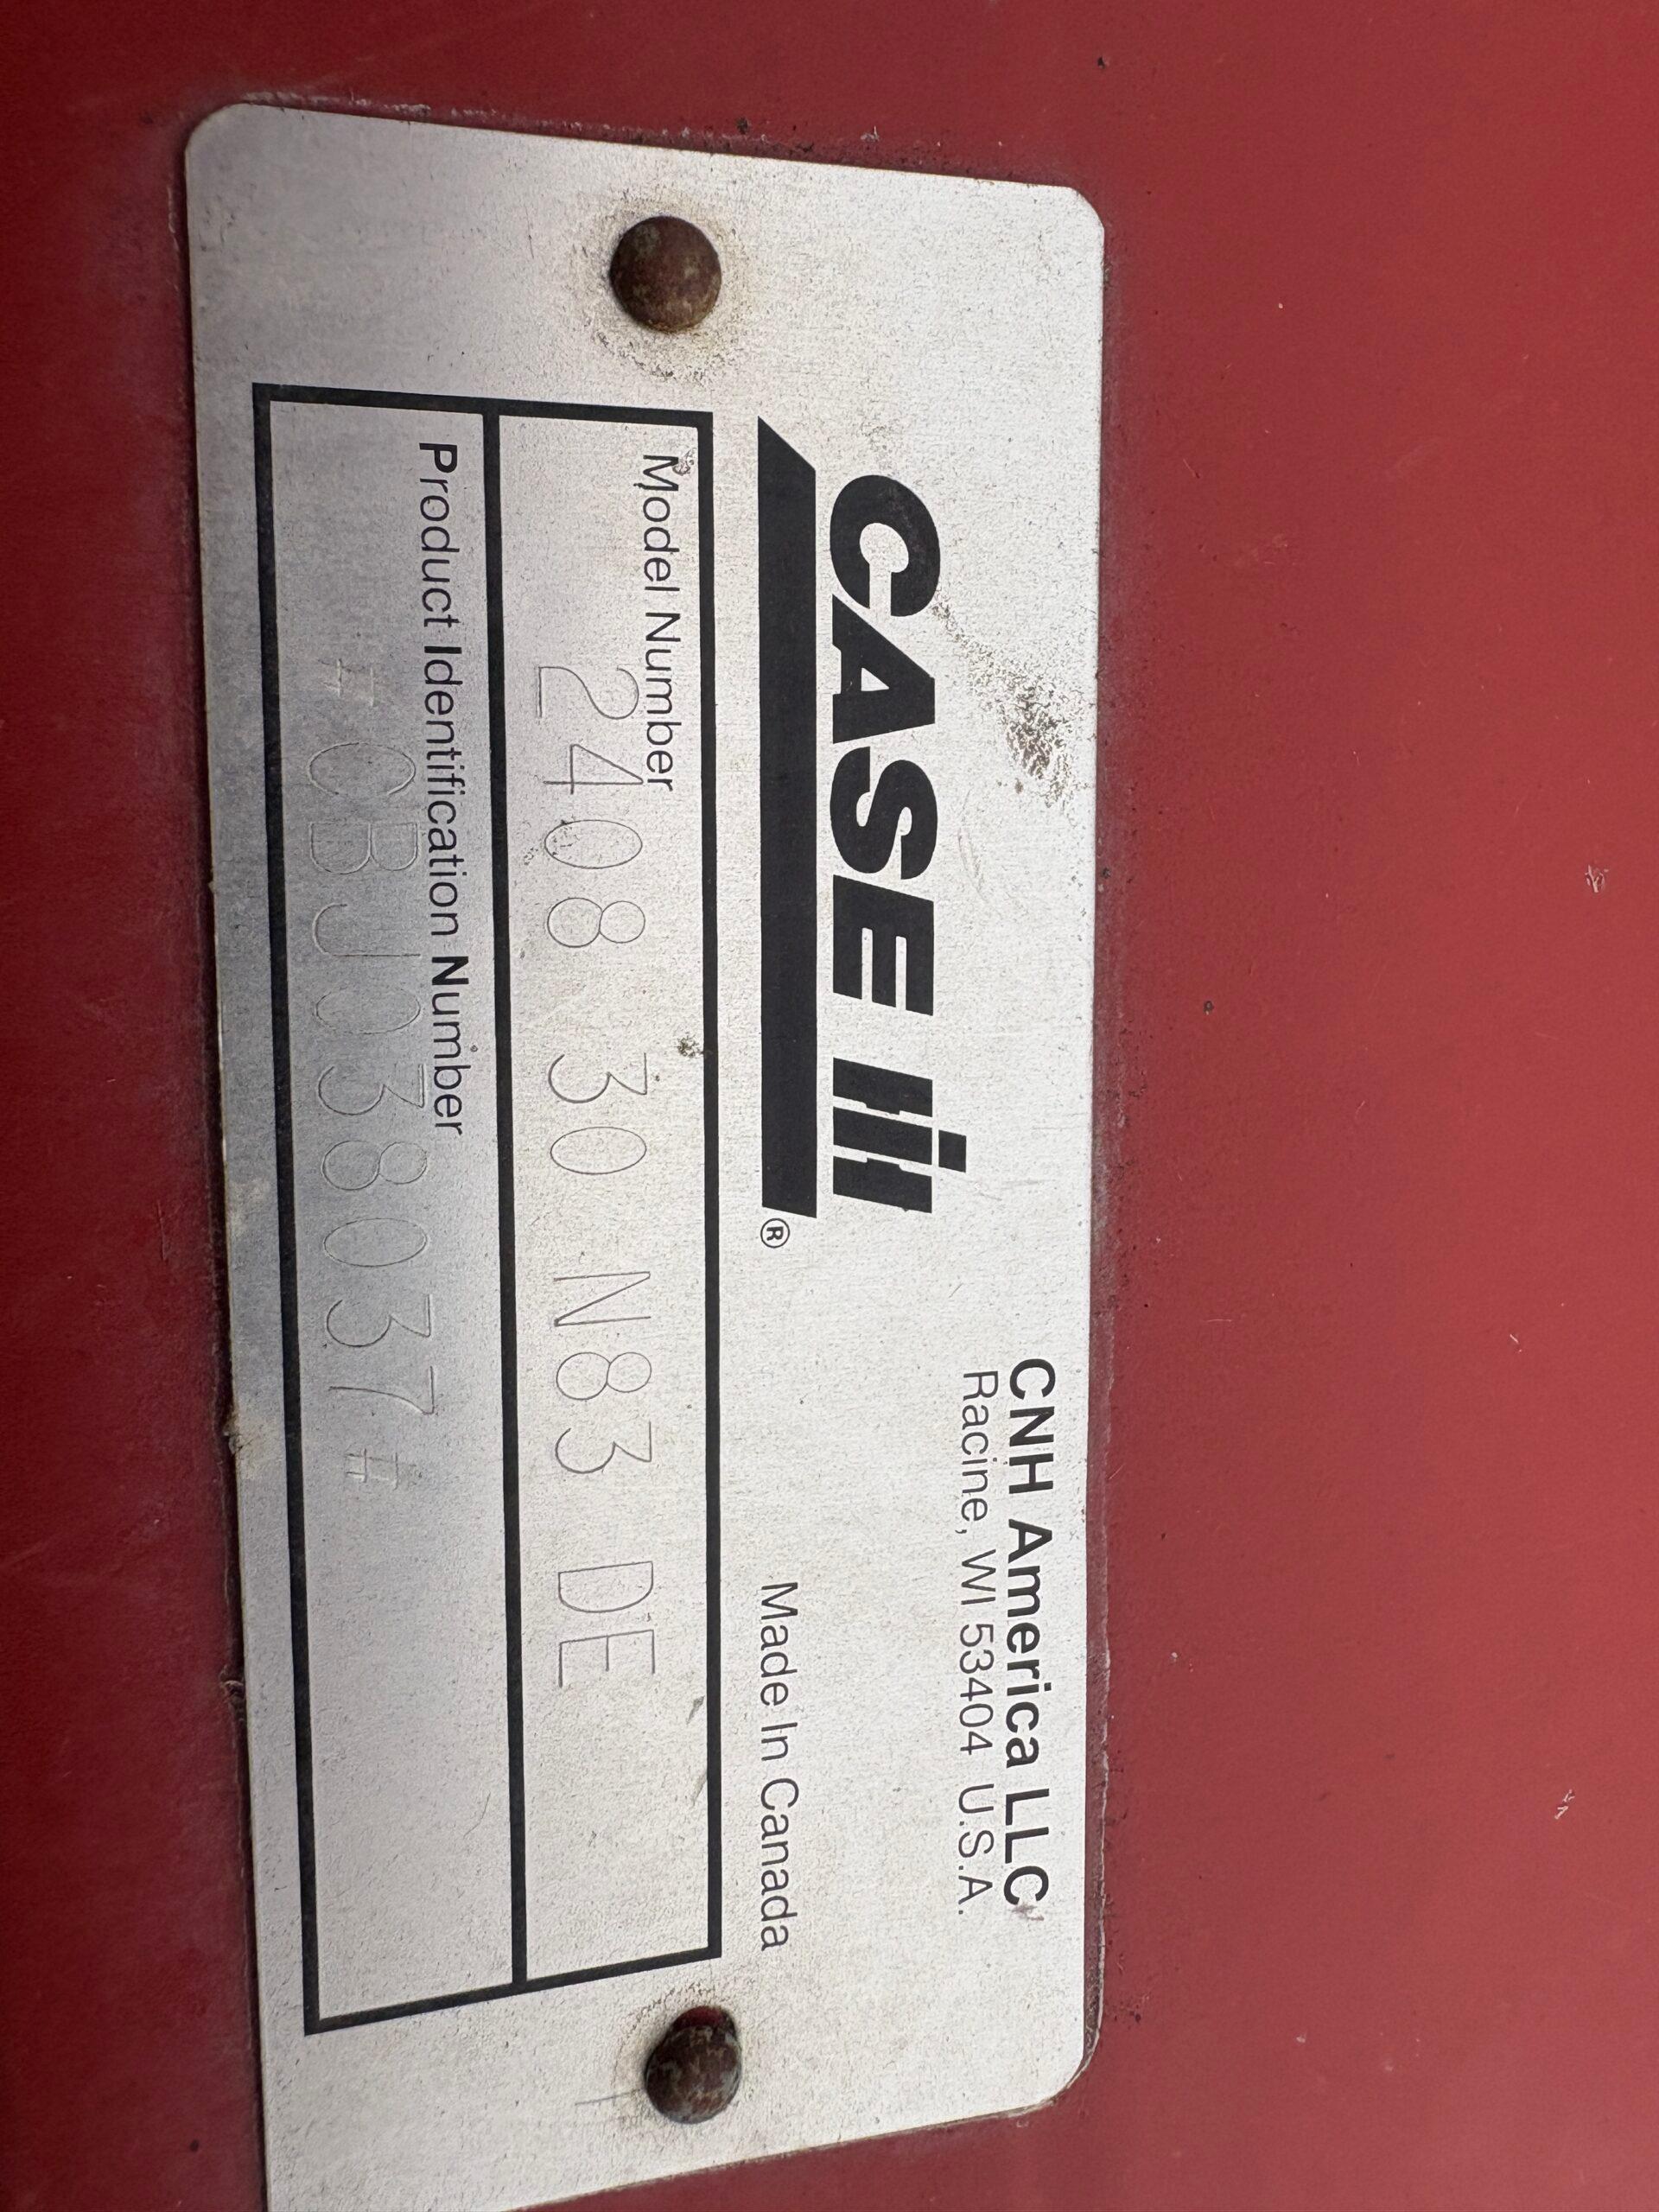 CASE IH®
CNH America LLC
Racine, WI 53404 U.S.A.
Made In Canada
Model Number
2408 30 N83 DE
Product Identification Number
#CBJ038037#